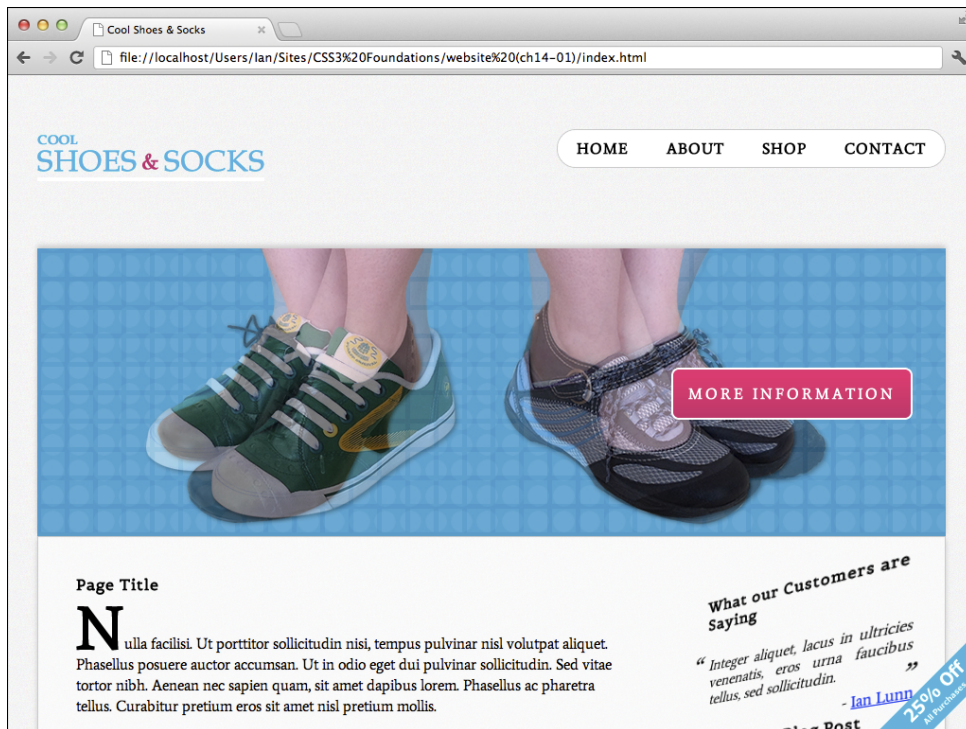 Cool Shoes & Socks
file://localhost/Users/Ian/Sites/CSS3%20Foundations/website%20(ch14-01)/index.html
COOL
SHOES & SOCKS
HOME ABOUT SHOP CONTACT
MORE INFORMATION
Page Title
Nulla facilisi. Ut porttitor sollicitudin nisi, tempus pulvinar nisl volutpat aliquet.
Phasellus posuere auctor accumsan. Ut in odio eget dui pulvinar sollicitudin. Sed vitae
tortor nibh. Aenean nec sapien quam, sit amet dapibus lorem. Phasellus ac pharetra
tellus. Curabitur pretium eros sit amet nisl pretium mollis.
What our Customers are
Saying
“ Integer aliquet, lacus in ultricies
venenatis, eros urna faucibus
tellus, sed sollicitudin. ”
- Ian Lunn
Blog Post
25% Off
All Purchases